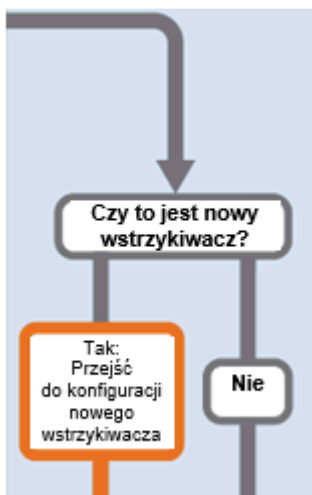 Czy to jest nowy
wstrzykiwacz?
Tak:
Przejść
do konfiguracji
nowego
wstrzykiwacza
Nie